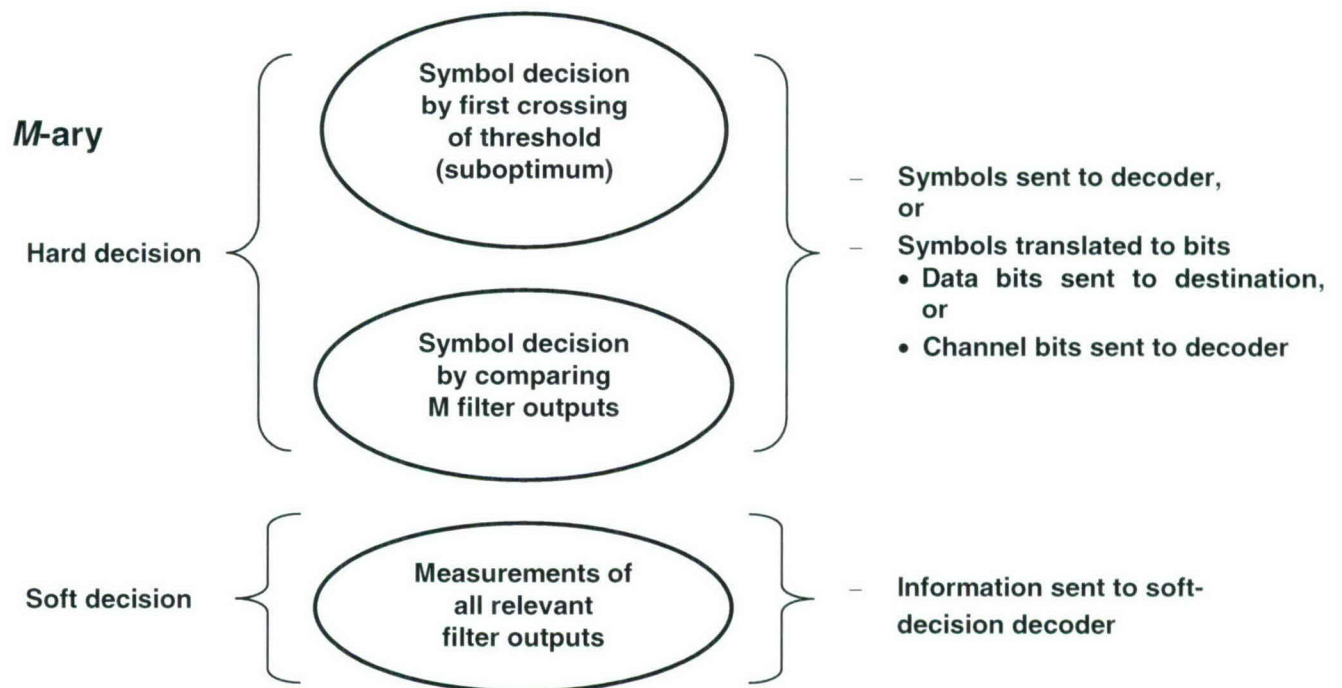 M-ary
Hard decision
Symbol decision
by first crossing
of threshold
(suboptimum)
Symbol decision
by comparing
M filter outputs
– Symbols sent to decoder,
or
– Symbols translated to bits
• Data bits sent to destination,
or
• Channel bits sent to decoder
Soft decision
Measurements of
all relevant
filter outputs
– Information sent to soft-
decision decoder